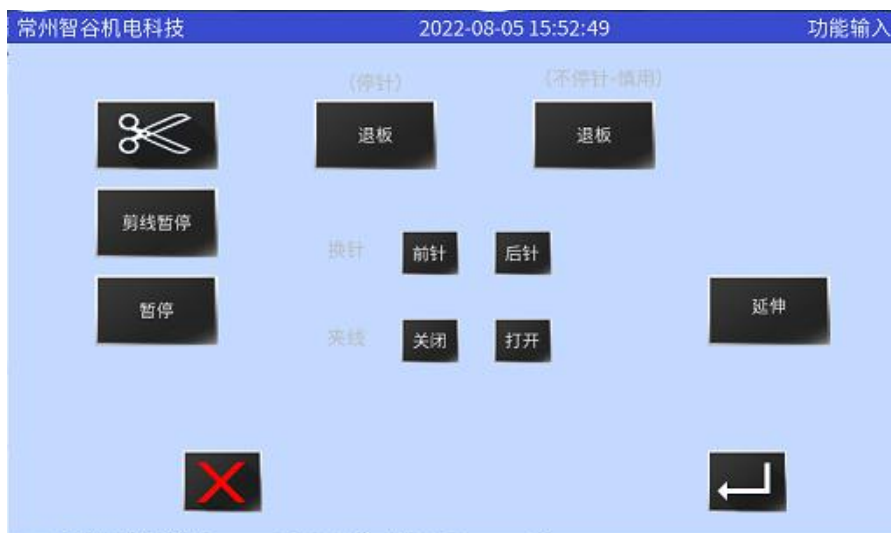 常州智谷机电科技 2022-08-05 15:52:49 功能输入
(停针) (不停针-慎用)
退板 退板
剪线暂停
换针 前针 后针
暂停 延伸
夹线 关闭 打开